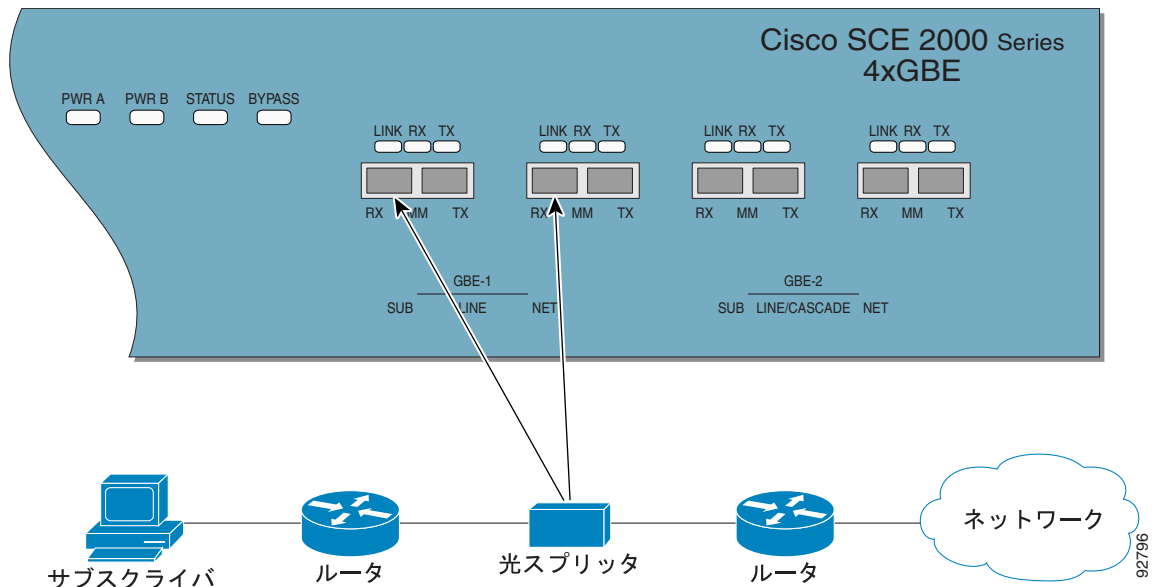 Cisco SCE 2000 Series
4xGBE
PWR A PWR B STATUS BYPASS
LINK RX TX LINK RX TX LINK RX TX LINK RX TX
RX MM TX RX MM TX RX MM TX RX MM TX
GBE-1 GBE-2
SUB LINE NET SUB LINE/CASCADE NET
サブスクライバ ルータ 光スプリッタ ルータ ネットワーク
92796